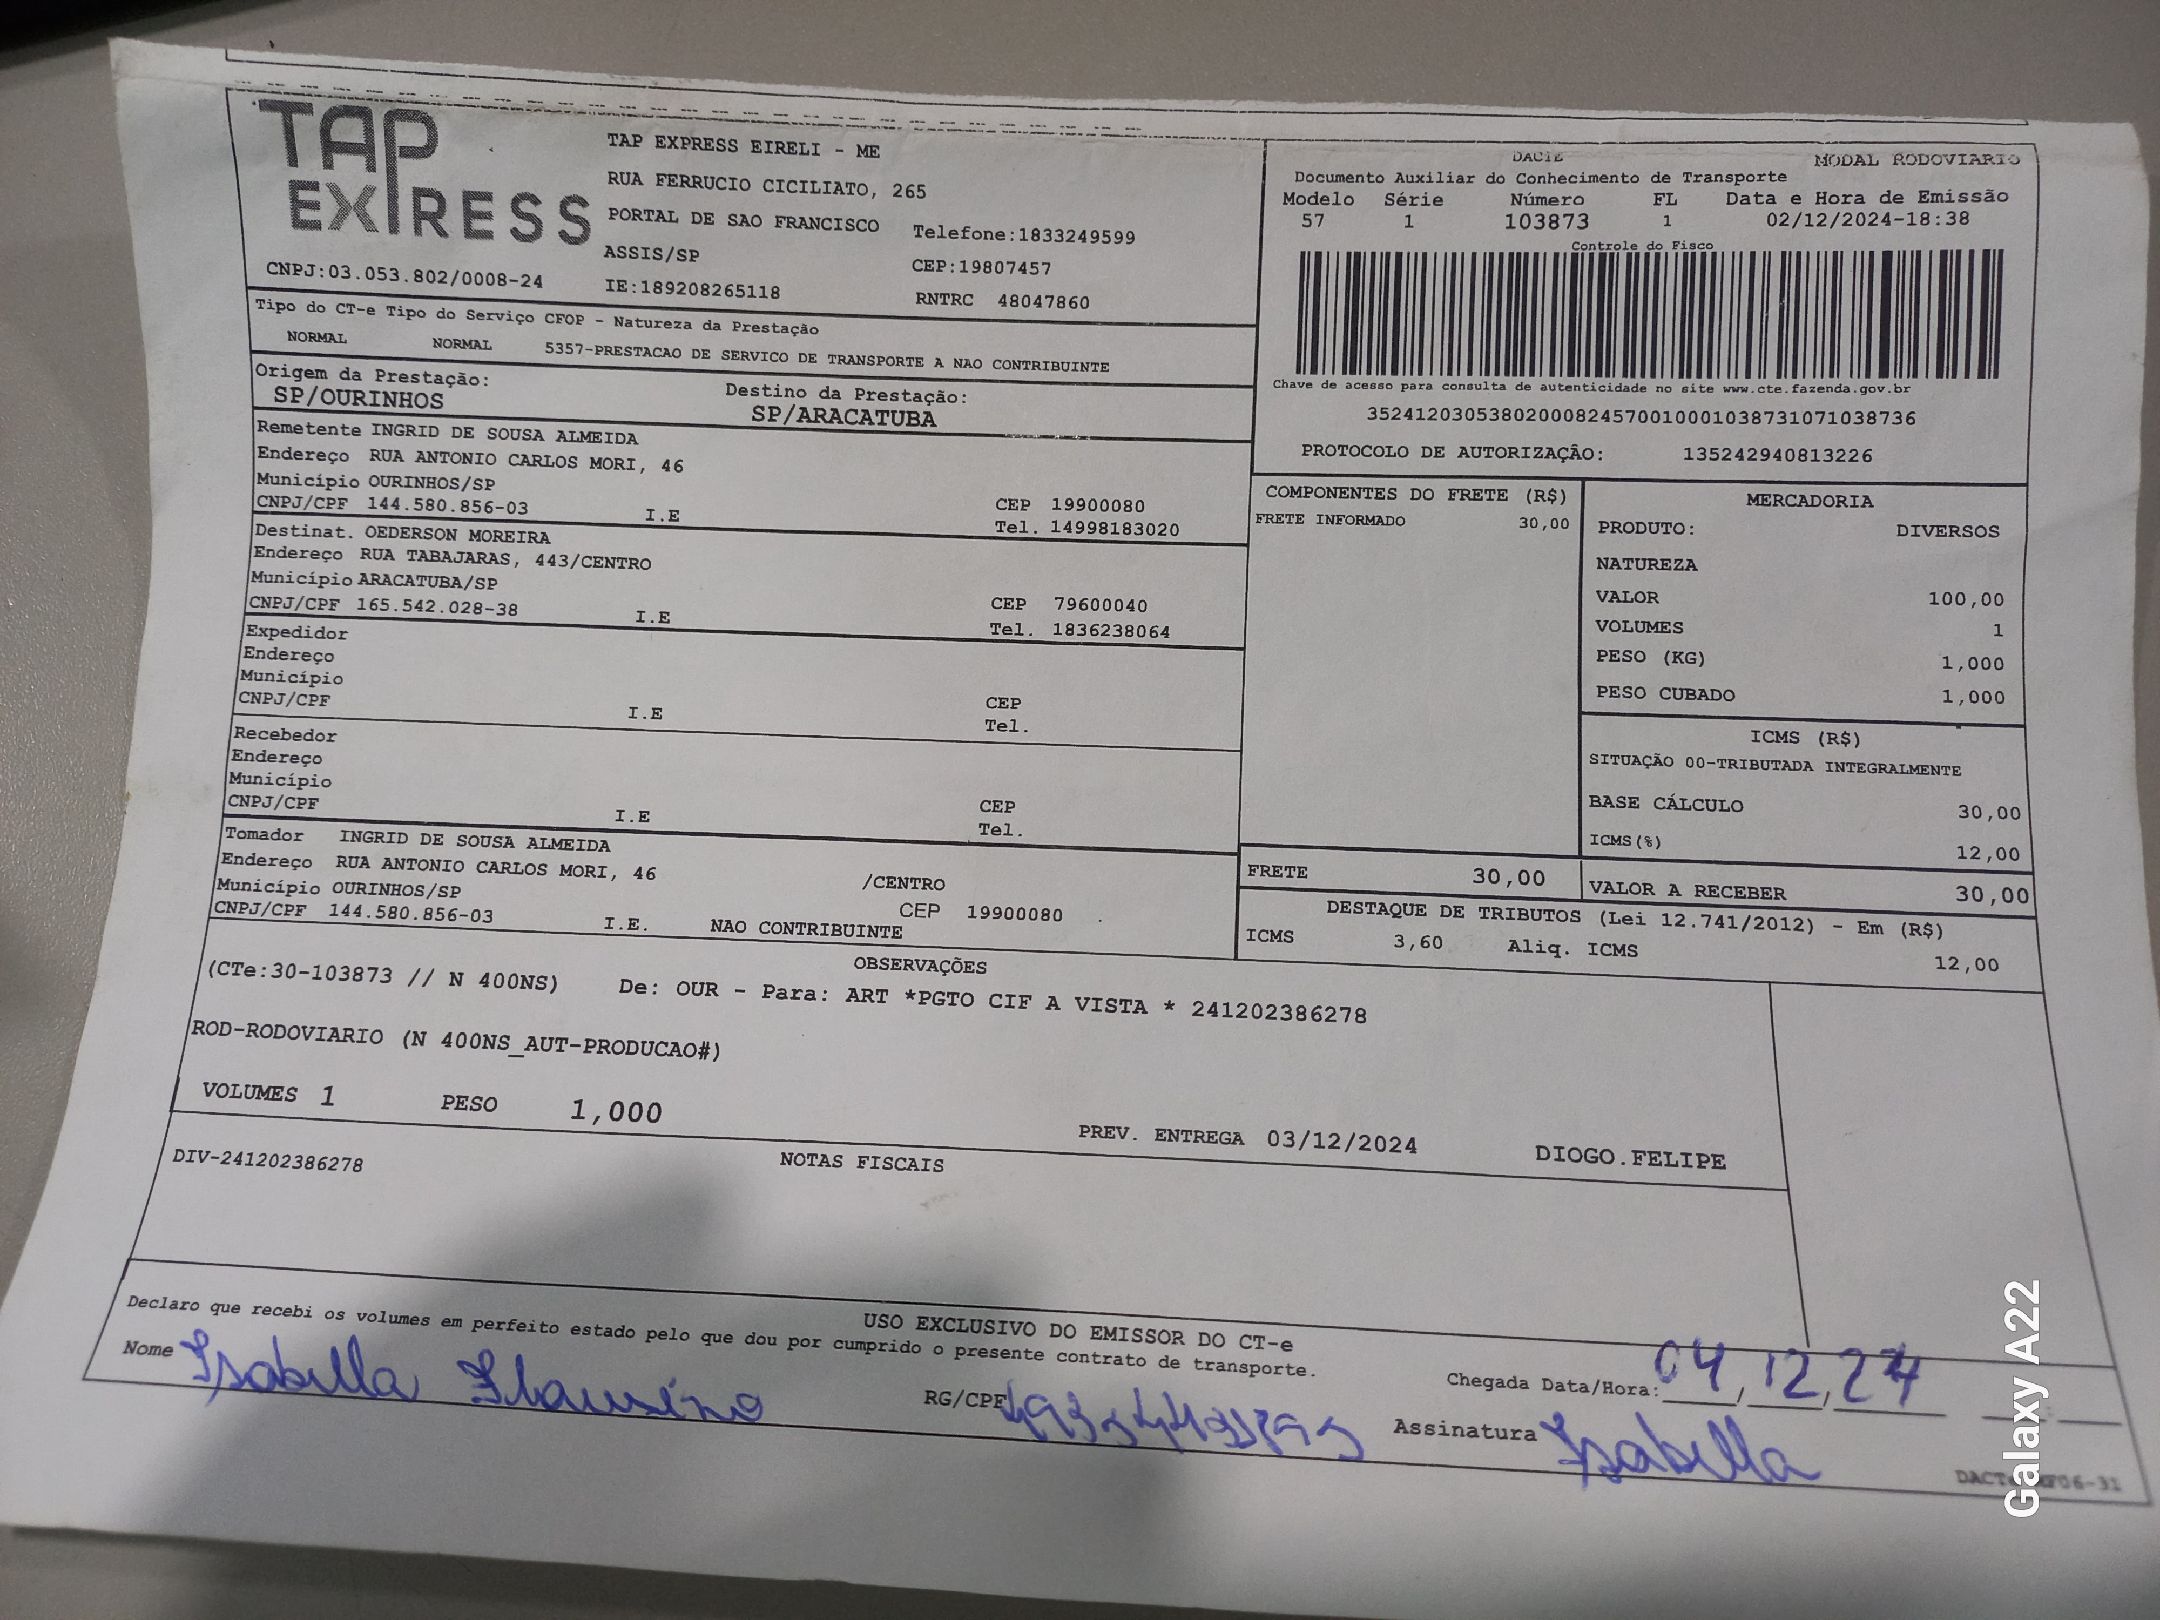 TAP
EXPRESS
TAP EXPRESS EIRELI - ME
RUA FERRUCIO CICILIATO, 265
PORTAL DE SAO FRANCISCO Telefone:1833249599
ASSIS/SP CEP:19807457
CNPJ:03.053.802/0008-24 IE:189208265118 RNTRC 48047860
DACTE MODAL RODOVIARIO
Documento Auxiliar do Conhecimento de Transporte
Modelo Série Número FL Data e Hora de Emissão
57 1 103873 1 02/12/2024-18:38
Controle do Fisco
Chave de acesso para consulta de autenticidade no site www.cte.fazenda.gov.br
35241203053802000824570010001038731071038736
PROTOCOLO DE AUTORIZAÇÂO: 135242940813226
Tipo do CT-e Tipo do Serviço CFOP - Natureza da Prestação
NORMAL NORMAL 5357-PRESTACAO DE SERVICO DE TRANSPORTE A NAO CONTRIBUINTE
Origem da Prestação: Destino da Prestação:
SP/OURINHOS SP/ARACATUBA
Remetente INGRID DE SOUSA ALMEIDA
Endereço RUA ANTONIO CARLOS MORI, 46
Município OURINHOS/SP CEP 19900080
CNPJ/CPF 144.580.856-03 I.E Tel. 14998183020
Destinat. OEDERSON MOREIRA
Endereço RUA TABAJARAS, 443/CENTRO
Município ARACATUBA/SP CEP 79600040
CNPJ/CPF 165.542.028-38 I.E Tel. 1836238064
Expedidor
Endereço
Município CEP
CNPJ/CPF I.E Tel.
Recebedor
Endereço
Município CEP
CNPJ/CPF I.E Tel.
Tomador INGRID DE SOUSA ALMEIDA
Endereço RUA ANTONIO CARLOS MORI, 46 /CENTRO
Município OURINHOS/SP CEP 19900080
CNPJ/CPF 144.580.856-03 I.E. NAO CONTRIBUINTE
COMPONENTES DO FRETE (R$)
FRETE INFORMADO 30,00
MERCADORIA
PRODUTO: DIVERSOS
NATUREZA
VALOR 100,00
VOLUMES 1
PESO (KG) 1,000
PESO CUBADO 1,000
ICMS (R$)
SITUAÇÃO 00-TRIBUTADA INTEGRALMENTE
BASE CÁLCULO 30,00
ICMS(%) 12,00
FRETE 30,00 VALOR A RECEBER 30,00
DESTAQUE DE TRIBUTOS (Lei 12.741/2012) - Em (R$)
ICMS 3,60 Aliq. ICMS 12,00
OBSERVAÇÕES
(CTe:30-103873 // N 400NS) De: OUR - Para: ART *PGTO CIF A VISTA * 241202386278
ROD-RODOVIARIO (N 400NS_AUT-PRODUCAO#)
VOLUMES 1 PESO 1,000 PREV. ENTREGA 03/12/2024 DIOGO.FELIPE
NOTAS FISCAIS
DIV-241202386278
USO EXCLUSIVO DO EMISSOR DO CT-e
Declaro que recebi os volumes em perfeito estado pelo que dou por cumprido o presente contrato de transporte.
Nome Isabella RG/CPF Chegada Data/Hora: 04, 12, 24
Assinatura Isabella
Galaxy A22